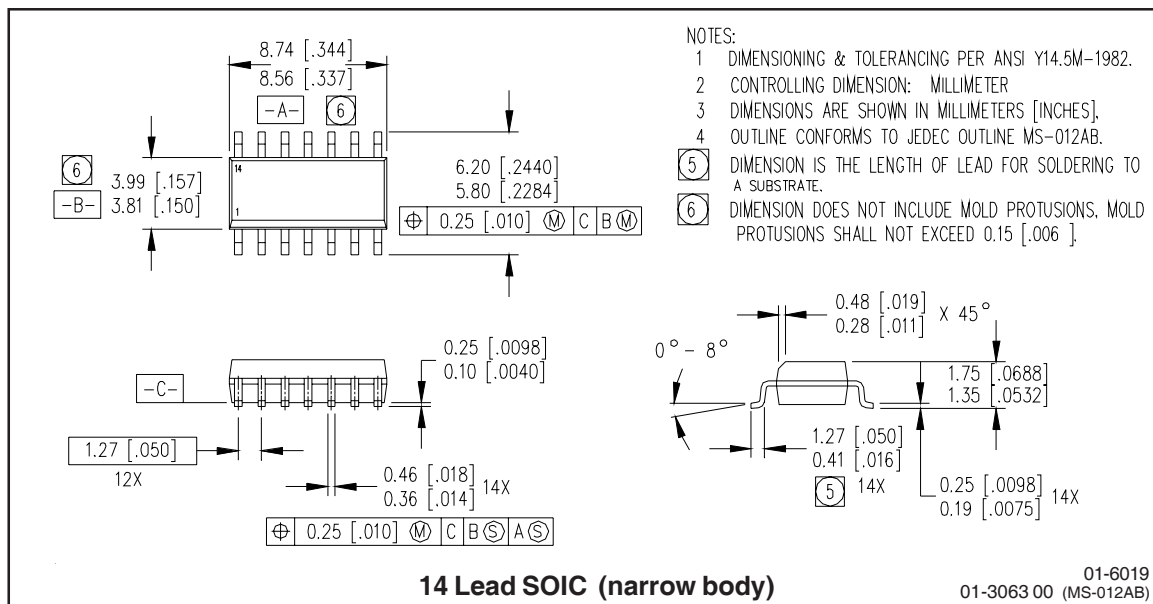 8.74 [.344]
8.56 [.337]
-A- 6
6
3.99 [.157]
3.81 [.150]
-B-
14
1
6.20 [.2440]
5.80 [.2284]
⌖ 0.25 [.010] Ⓜ C B Ⓜ
NOTES:
1 DIMENSIONING & TOLERANCING PER ANSI Y14.5M-1982.
2 CONTROLLING DIMENSION: MILLIMETER
3 DIMENSIONS ARE SHOWN IN MILLIMETERS [INCHES].
4 OUTLINE CONFORMS TO JEDEC OUTLINE MS-012AB.
5 DIMENSION IS THE LENGTH OF LEAD FOR SOLDERING TO
A SUBSTRATE.
6 DIMENSION DOES NOT INCLUDE MOLD PROTUSIONS, MOLD
PROTUSIONS SHALL NOT EXCEED 0.15 [.006 ].
-C-
0.25 [.0098]
0.10 [.0040]
1.27 [.050]
12X
0.46 [.018]
0.36 [.014] 14X
⌖ 0.25 [.010] Ⓜ C B Ⓢ A Ⓢ
0.48 [.019]
0.28 [.011] X 45°
0° - 8°
1.75 [.0688]
1.35 [.0532]
1.27 [.050]
0.41 [.016]
5 14X
0.25 [.0098]
0.19 [.0075] 14X
14 Lead SOIC (narrow body)
01-6019
01-3063 00 (MS-012AB)